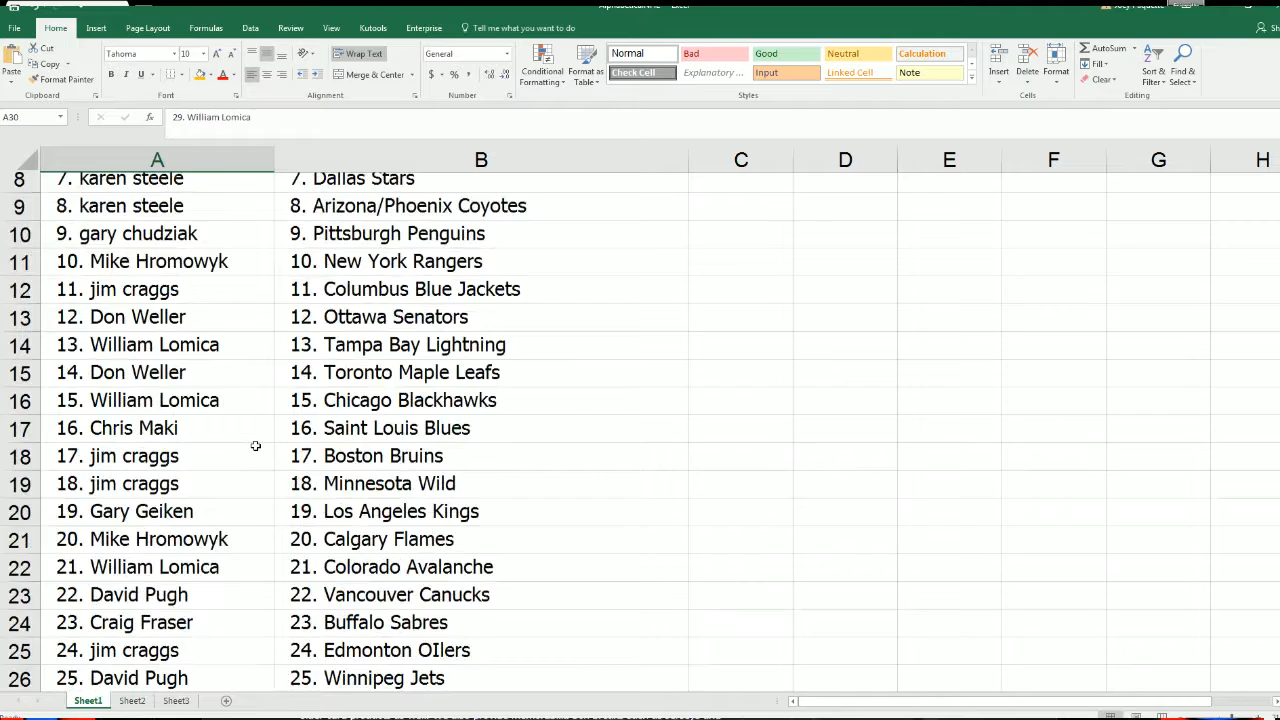 File Home Insert Page Layout Formulas Data Review View Kutools Enterprise Tell me what you want to do
Paste Cut Copy Format Painter Clipboard
Tahoma 10 B I U A Font
Wrap Text Merge & Center Alignment
General $ % Number
Conditional Formatting Format as Table
Normal Bad Good Neutral Calculation
Check Cell Explanatory ... Input Linked Cell Note
Styles
Insert Delete Format Cells
AutoSum Fill Clear Sort & Filter Find & Select Editing
A30 fx 29. William Lomica
A B C D E F G H
8 7. karen steele 7. Dallas Stars
9 8. karen steele 8. Arizona/Phoenix Coyotes
10 9. gary chudziak 9. Pittsburgh Penguins
11 10. Mike Hromowyk 10. New York Rangers
12 11. jim craggs 11. Columbus Blue Jackets
13 12. Don Weller 12. Ottawa Senators
14 13. William Lomica 13. Tampa Bay Lightning
15 14. Don Weller 14. Toronto Maple Leafs
16 15. William Lomica 15. Chicago Blackhawks
17 16. Chris Maki 16. Saint Louis Blues
18 17. jim craggs 17. Boston Bruins
19 18. jim craggs 18. Minnesota Wild
20 19. Gary Geiken 19. Los Angeles Kings
21 20. Mike Hromowyk 20. Calgary Flames
22 21. William Lomica 21. Colorado Avalanche
23 22. David Pugh 22. Vancouver Canucks
24 23. Craig Fraser 23. Buffalo Sabres
25 24. jim craggs 24. Edmonton OIlers
26 25. David Pugh 25. Winnipeg Jets
Sheet1 Sheet2 Sheet3